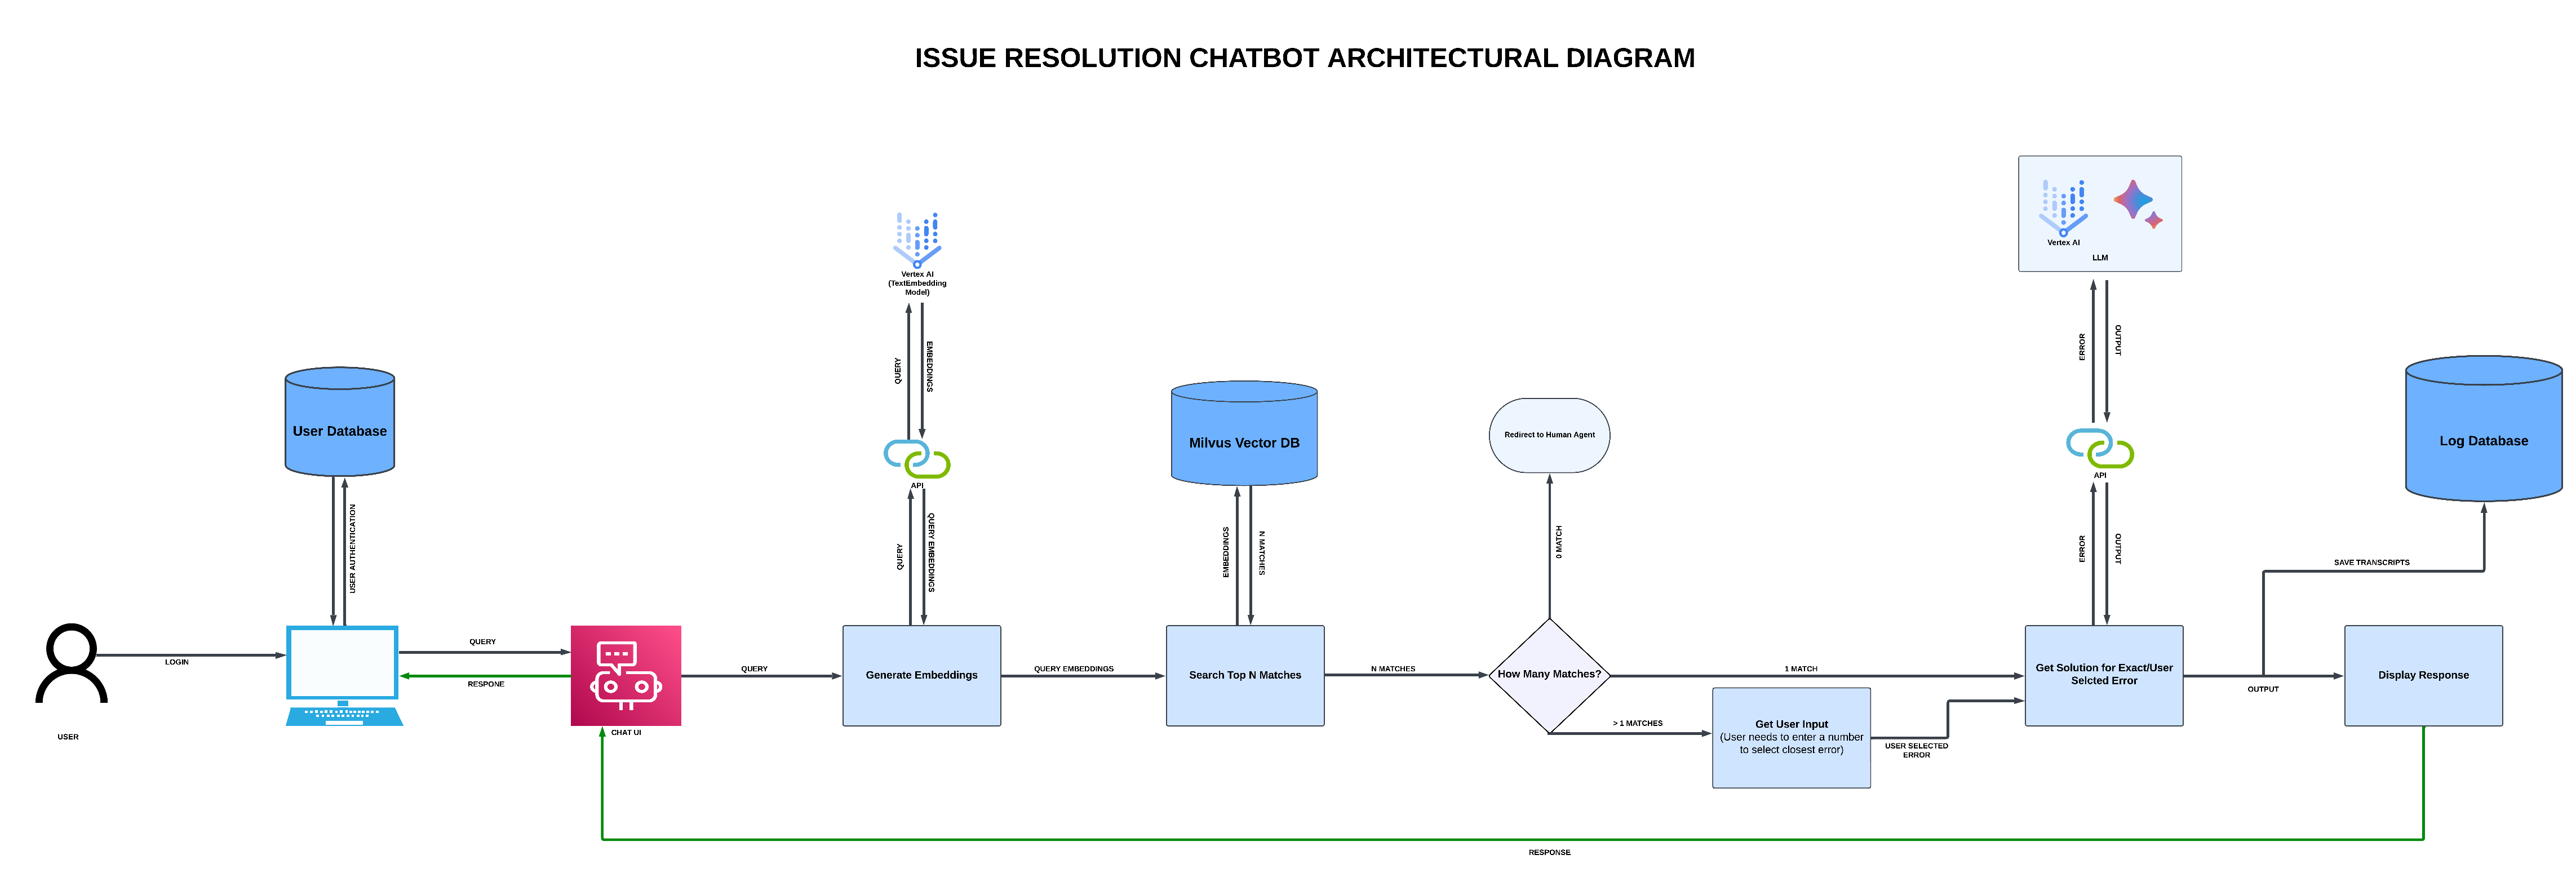 ISSUE RESOLUTION CHATBOT ARCHITECTURAL DIAGRAM
USER
LOGIN
User Database
USER AUTHENTICATION
QUERY
RESPONE
CHAT UI
QUERY
Vertex AI
(TextEmbedding
Model)
QUERY
EMBEDDINGS
API
QUERY
QUERY EMBEDDINGS
Generate Embeddings
QUERY EMBEDDINGS
Milvus Vector DB
EMBEDDINGS
N MATCHES
Search Top N Matches
N MATCHES
Redirect to Human Agent
0 MATCH
How Many Matches?
1 MATCH
> 1 MATCHES
Get User Input
(User needs to enter a number
to select closest error)
USER SELECTED
ERROR
Vertex AI
LLM
ERROR
OUTPUT
API
ERROR
OUTPUT
Get Solution for Exact/User
Selcted Error
OUTPUT
SAVE TRANSCRIPTS
Log Database
Display Response
RESPONSE